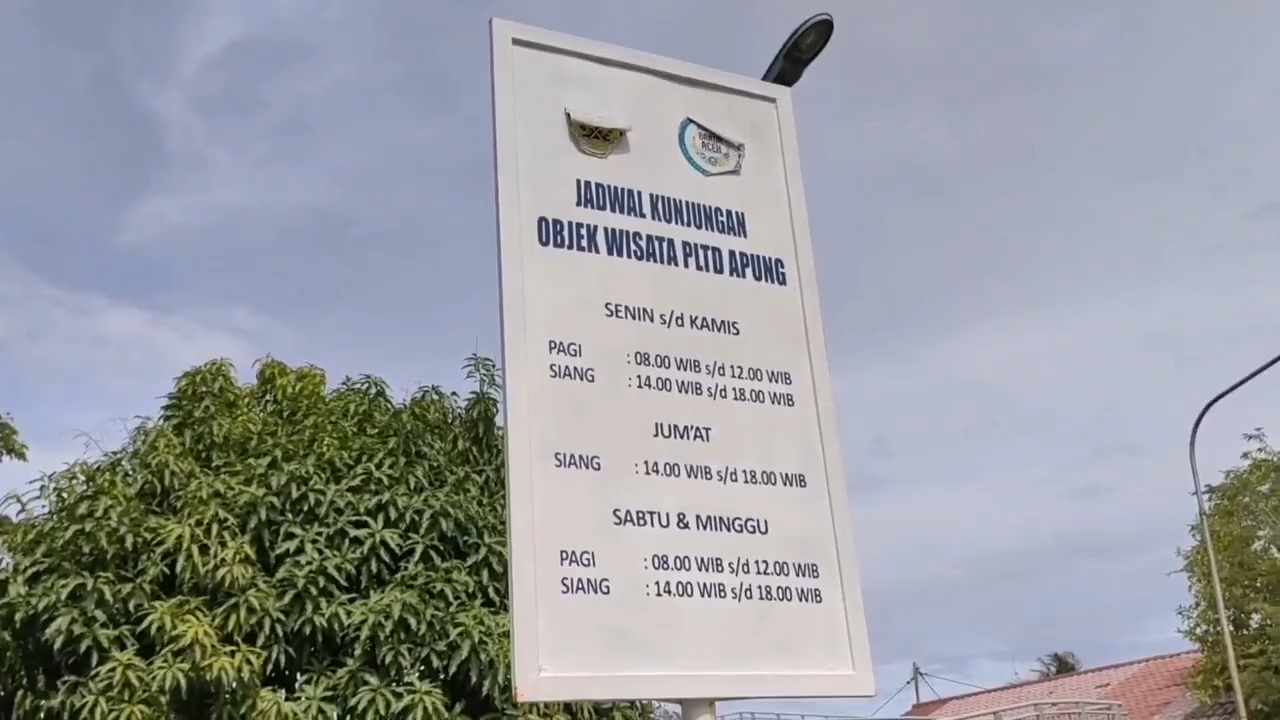 BANDA
ACEH
JADWAL KUNJUNGAN
OBJEK WISATA PLTD APUNG
SENIN s/d KAMIS
PAGI : 08.00 WIB s/d 12.00 WIB
SIANG : 14.00 WIB s/d 18.00 WIB
JUM'AT
SIANG : 14.00 WIB s/d 18.00 WIB
SABTU & MINGGU
PAGI : 08.00 WIB s/d 12.00 WIB
SIANG : 14.00 WIB s/d 18.00 WIB